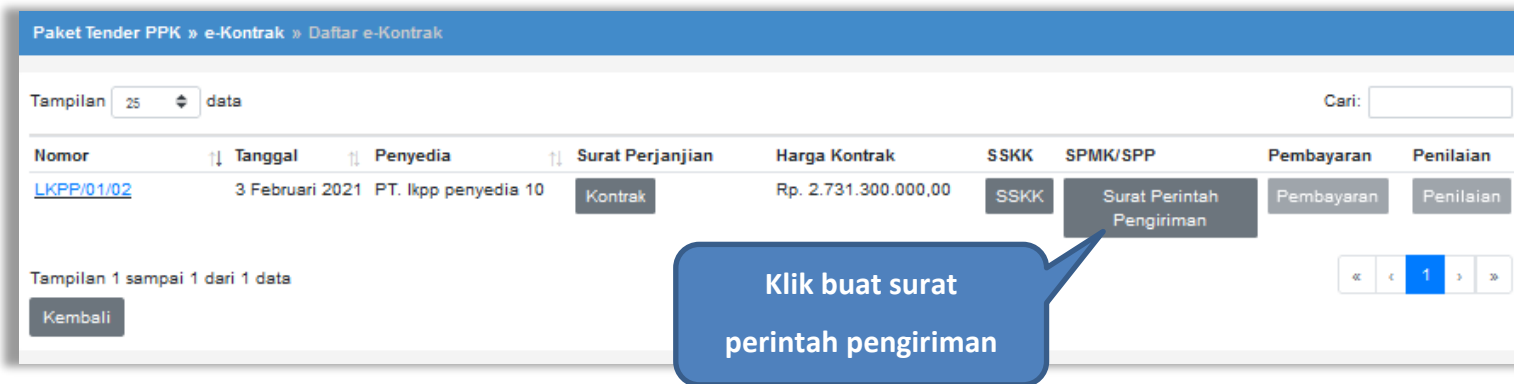 Paket Tender PPK » e-Kontrak » Daftar e-Kontrak
Tampilan 25 data Cari:
Nomor Tanggal Penyedia Surat Perjanjian Harga Kontrak SSKK SPMK/SPP Pembayaran Penilaian
LKPP/01/02 3 Februari 2021 PT. lkpp penyedia 10 Kontrak Rp. 2.731.300.000,00 SSKK Surat Perintah Pembayaran Penilaian
Pengiriman
Klik buat surat
perintah pengiriman
Tampilan 1 sampai 1 dari 1 data « ‹ 1 › »
Kembali